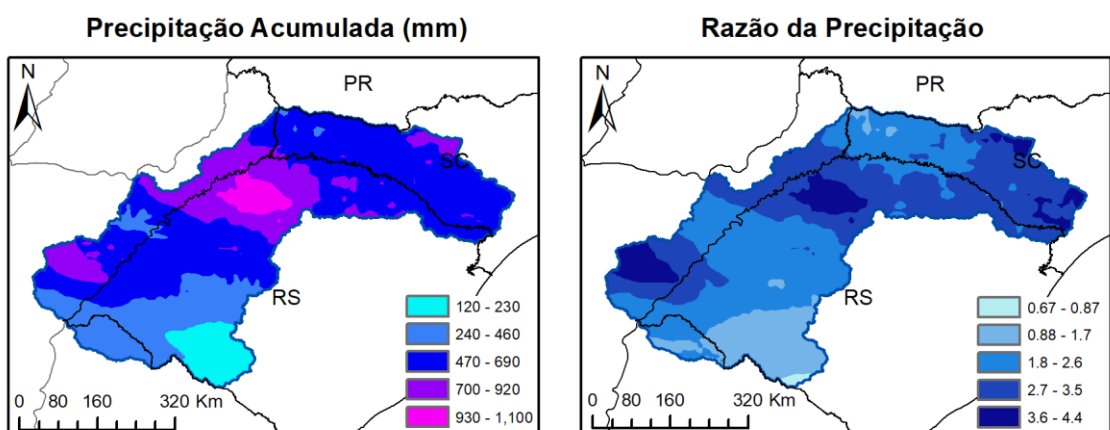 Precipitação Acumulada (mm)
N
PR
SC
RS
120 - 230
240 - 460
470 - 690
700 - 920
930 - 1,100
0 80 160 320 Km
Razão da Precipitação
N
PR
SC
RS
0.67 - 0.87
0.88 - 1.7
1.8 - 2.6
2.7 - 3.5
3.6 - 4.4
0 80 160 320 Km